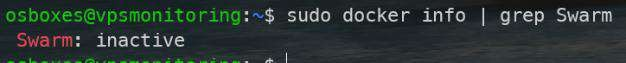 osboxes@vpsmonitoring:~$ sudo docker info | grep Swarm
Swarm: inactive